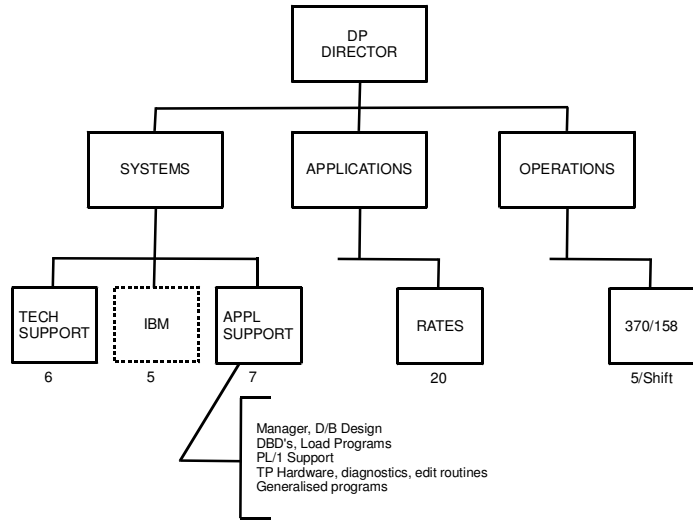 DP
DIRECTOR
SYSTEMS
APPLICATIONS
OPERATIONS
TECH
SUPPORT
IBM
APPL
SUPPORT
RATES
370/158
6
5
7
20
5/Shift
Manager, D/B Design
DBD's, Load Programs
PL/1 Support
TP Hardware, diagnostics, edit routines
Generalised programs